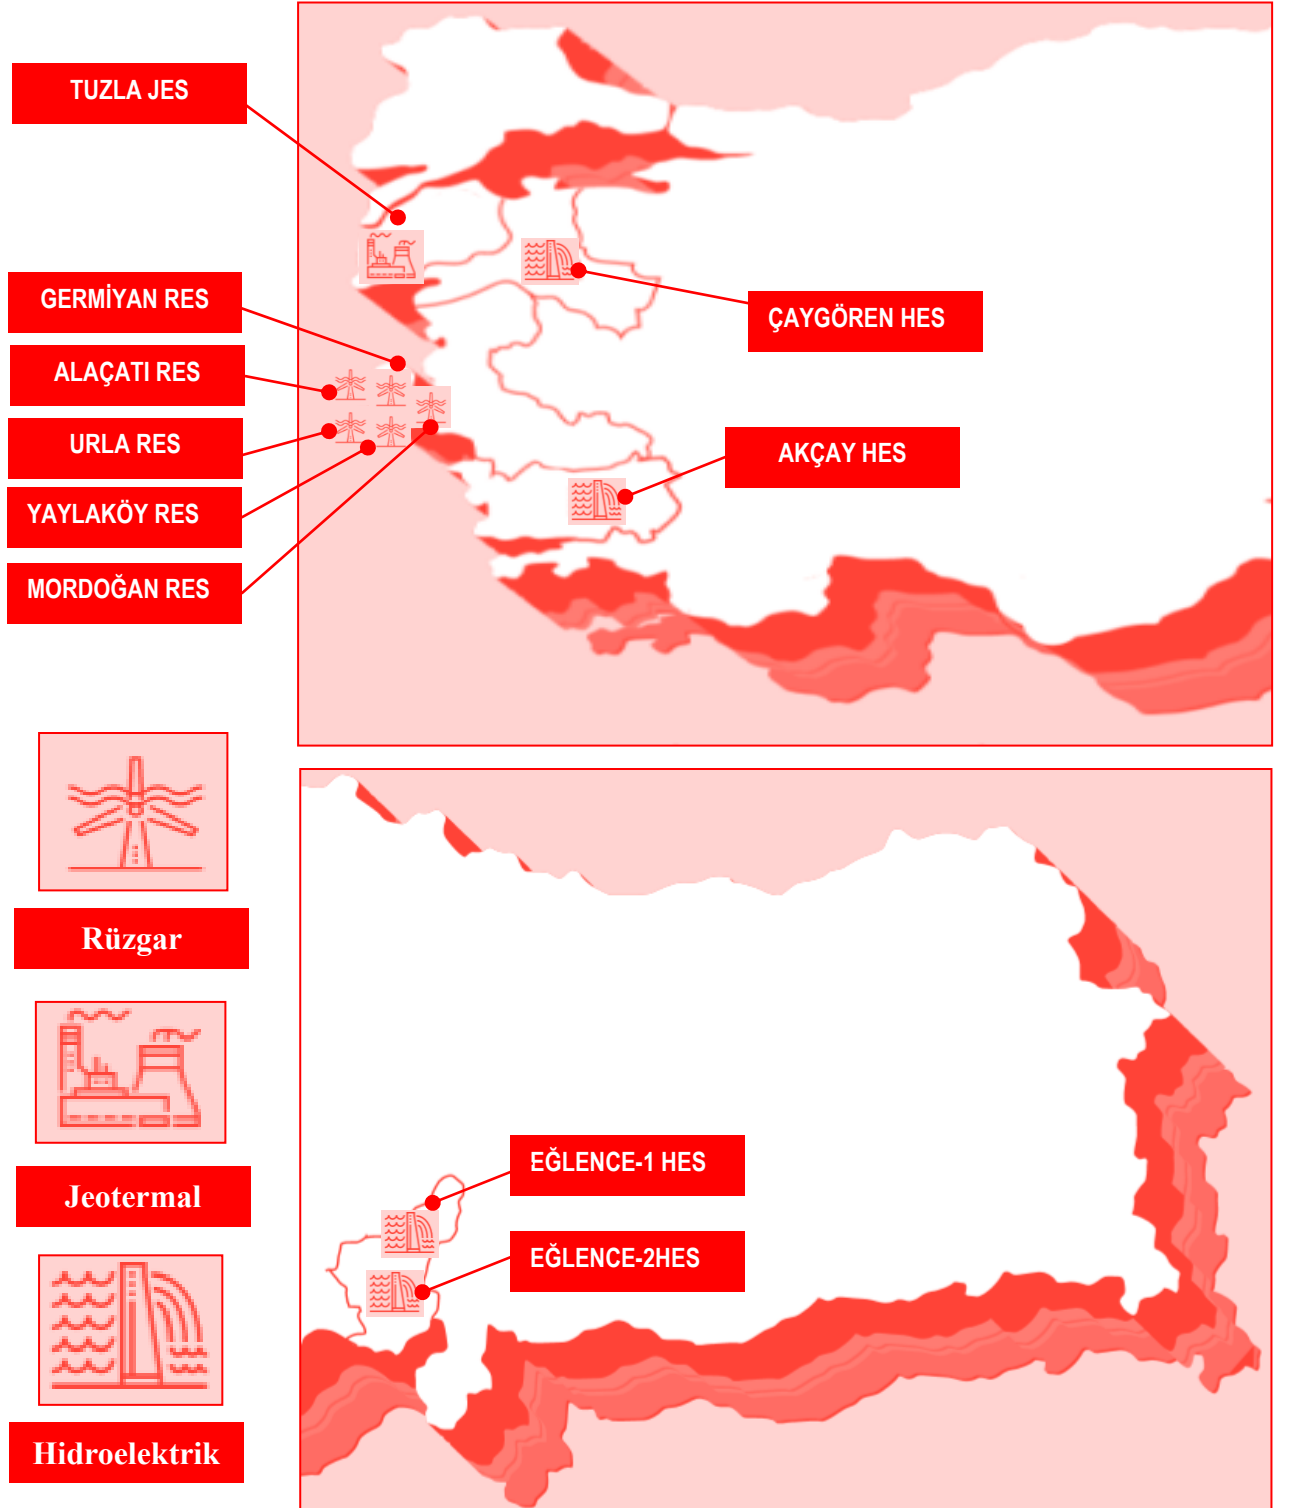 TUZLA JES
GERMİYAN RES
ALAÇATI RES
URLA RES
YAYLAKÖY RES
MORDOĞAN RES
ÇAYGÖREN HES
AKÇAY HES
Rüzgar
Jeotermal
Hidroelektrik
EĞLENCE-1 HES
EĞLENCE-2HES